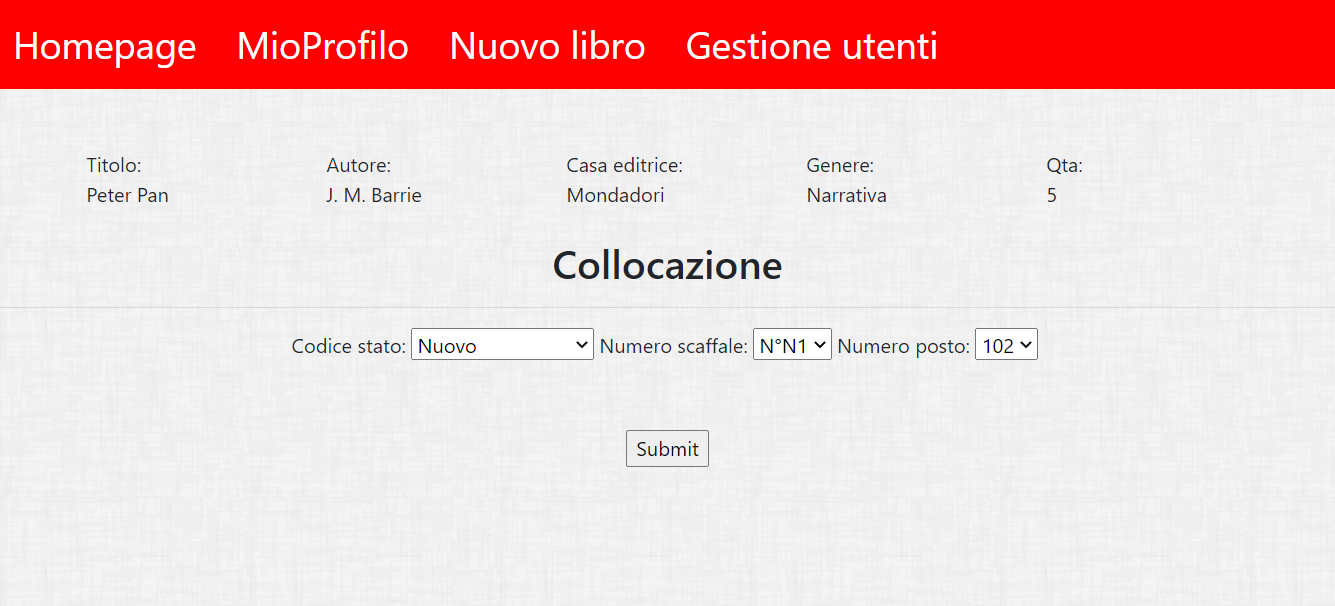 Homepage MioProfilo Nuovo libro Gestione utenti
Titolo: Autore: Casa editrice: Genere: Qta:
Peter Pan J. M. Barrie Mondadori Narrativa 5
Collocazione
Codice stato: Nuovo Numero scaffale: N°N1 Numero posto: 102
Submit